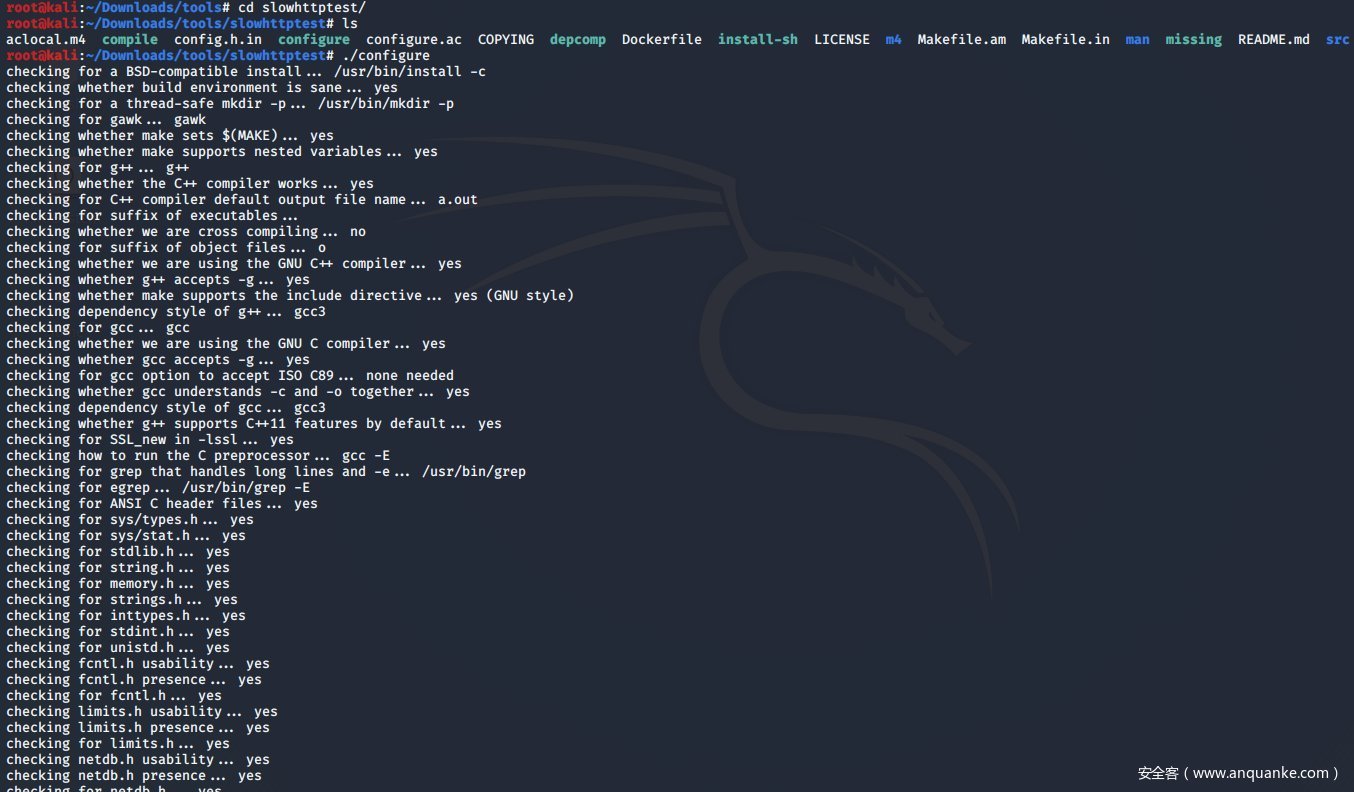 root@kali:~/Downloads/tools# cd slowhttptest/
root@kali:~/Downloads/tools/slowhttptest# ls
aclocal.m4 compile config.h.in configure configure.ac COPYING depcomp Dockerfile install-sh LICENSE m4 Makefile.am Makefile.in man missing README.md src
root@kali:~/Downloads/tools/slowhttptest# ./configure
checking for a BSD-compatible install... /usr/bin/install -c
checking whether build environment is sane... yes
checking for a thread-safe mkdir -p... /usr/bin/mkdir -p
checking for gawk... gawk
checking whether make sets $(MAKE)... yes
checking whether make supports nested variables... yes
checking for g++... g++
checking whether the C++ compiler works... yes
checking for C++ compiler default output file name... a.out
checking for suffix of executables...
checking whether we are cross compiling... no
checking for suffix of object files... o
checking whether we are using the GNU C++ compiler... yes
checking whether g++ accepts -g... yes
checking whether make supports the include directive... yes (GNU style)
checking dependency style of g++... gcc3
checking for gcc... gcc
checking whether we are using the GNU C compiler... yes
checking whether gcc accepts -g... yes
checking for gcc option to accept ISO C89... none needed
checking whether gcc understands -c and -o together... yes
checking dependency style of gcc... gcc3
checking whether g++ supports C++11 features by default... yes
checking for SSL_new in -lssl... yes
checking how to run the C preprocessor... gcc -E
checking for grep that handles long lines and -e... /usr/bin/grep
checking for egrep... /usr/bin/grep -E
checking for ANSI C header files... yes
checking for sys/types.h... yes
checking for sys/stat.h... yes
checking for stdlib.h... yes
checking for string.h... yes
checking for memory.h... yes
checking for strings.h... yes
checking for inttypes.h... yes
checking for stdint.h... yes
checking for unistd.h... yes
checking fcntl.h usability... yes
checking fcntl.h presence... yes
checking for fcntl.h... yes
checking limits.h usability... yes
checking limits.h presence... yes
checking for limits.h... yes
checking netdb.h usability... yes
checking netdb.h presence... yes
checking for netdb.h... yes
安全客（www.anquanke.com）